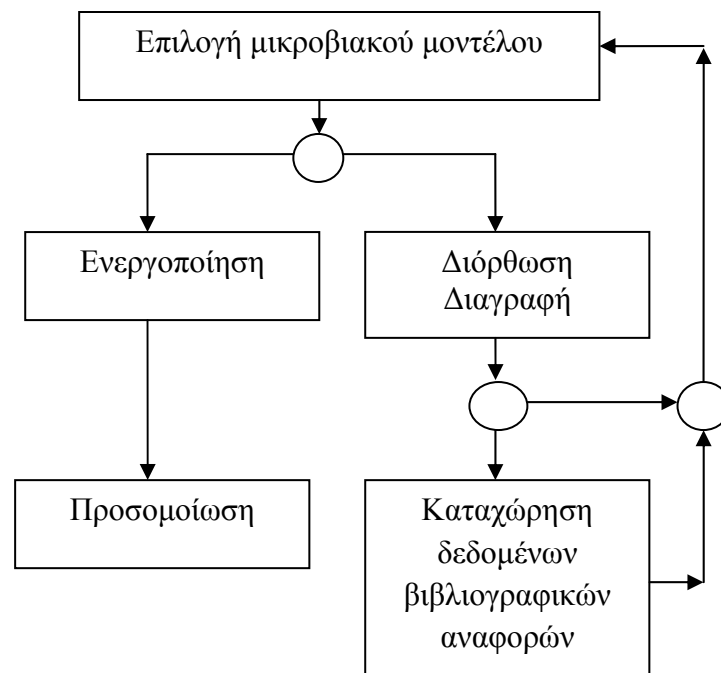 Επιλογή μικροβιακού μοντέλου
Ενεργοποίηση
Διόρθωση
Διαγραφή
Προσομοίωση
Καταχώρηση
δεδομένων
βιβλιογραφικών
αναφορών